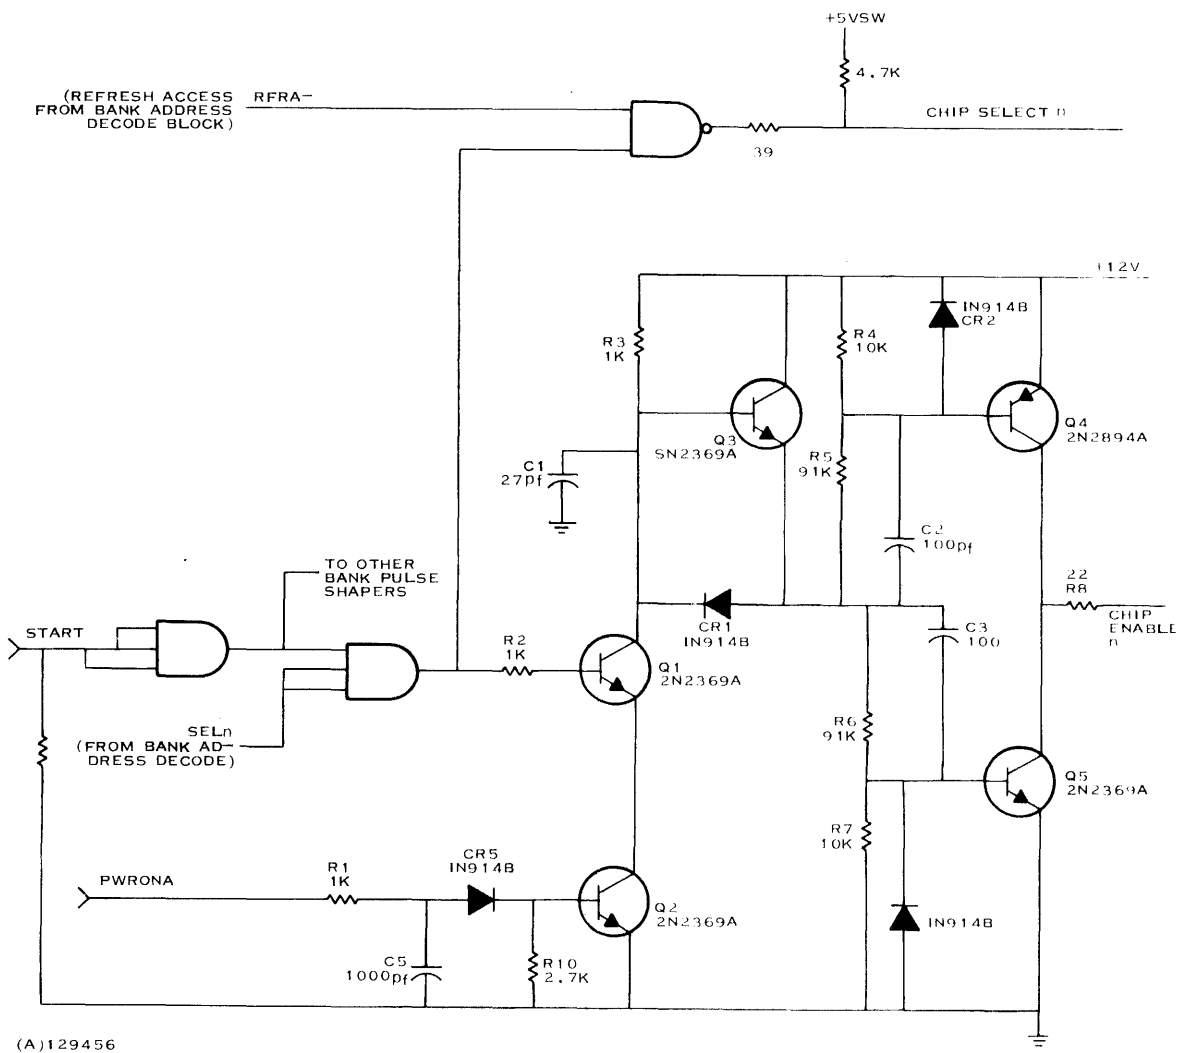 +5VSW
4.7K
(REFRESH ACCESS RFRA-
FROM BANK ADDRESS
DECODE BLOCK)
CHIP SELECT n
39
+12V
IN914B
CR2
R3
1K
R4
10K
Q3
SN2369A
Q4
2N2894A
R5
91K
C1
27pf
C2
100pf
TO OTHER
BANK PULSE
SHAPERS
22
R8
CHIP
ENABLE
n
START
R2
1K
CR1
IN914B
C3
100
Q1
2N2369A
SELn
(FROM BANK AD-
DRESS DECODE)
R6
91K
Q5
2N2369A
R7
10K
CR5
IN914B
R1
1K
PWRONA
Q2
2N2369A
IN914B
C5
1000pf
R10
2.7K
(A)129456